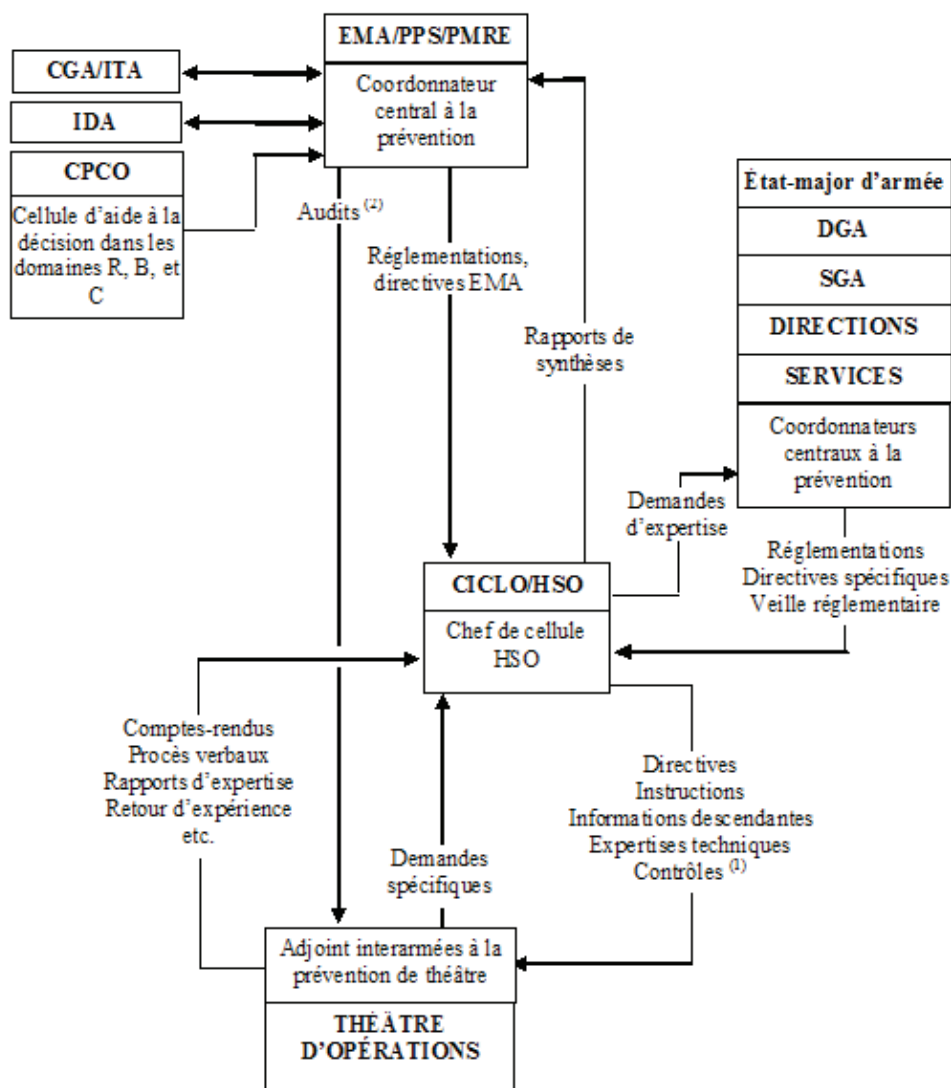 EMA/PPS/PMRE
Coordonnateur
central à la
prévention
CGA/ITA
IDA
CPCO
Cellule d’aide à la
décision dans les
domaines R, B, et
C
Audits (2)
Réglementations,
directives EMA
Rapports de
synthèses
État-major d’armée
DGA
SGA
DIRECTIONS
SERVICES
Coordonnateurs
centraux à la
prévention
Demandes
d’expertise
Réglementations
Directives spécifiques
Veille réglementaire
CICLO/HSO
Chef de cellule
HSO
Comptes-rendus
Procès verbaux
Rapports d’expertise
Retour d’expérience
etc.
Demandes
spécifiques
Directives
Instructions
Informations descendantes
Expertises techniques
Contrôles (1)
Adjoint interarmées à la
prévention de théâtre
THÉÂTRE
D’OPÉRATIONS